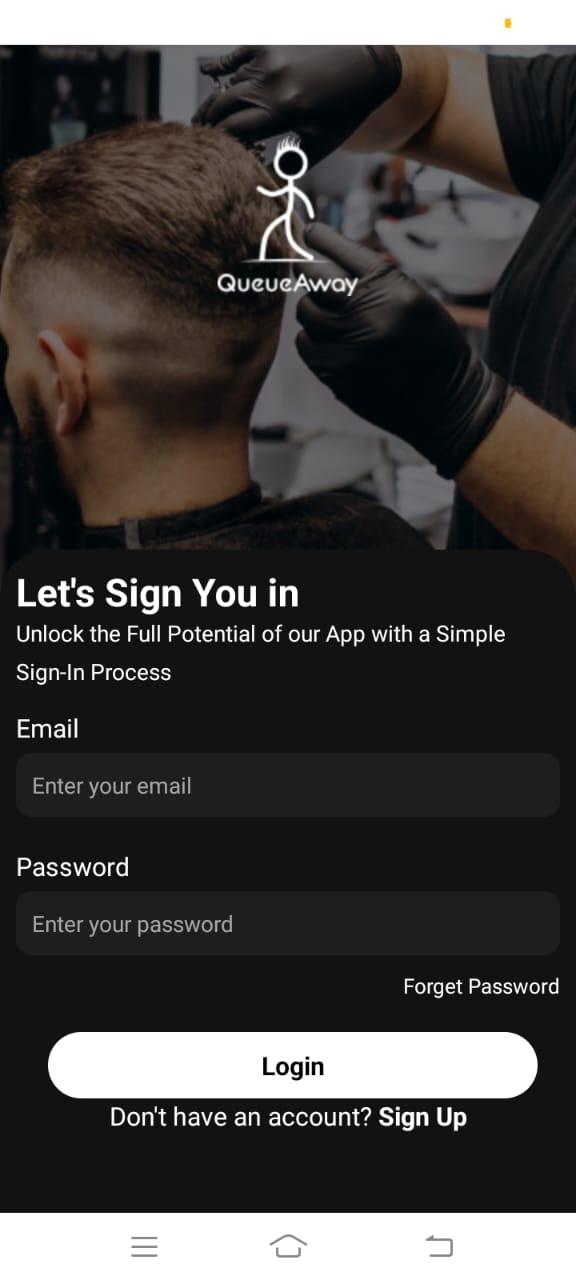 QueueAway
Let's Sign You in
Unlock the Full Potential of our App with a Simple
Sign-In Process
Email
Enter your email
Password
Enter your password
Forget Password
Login
Don't have an account? Sign Up